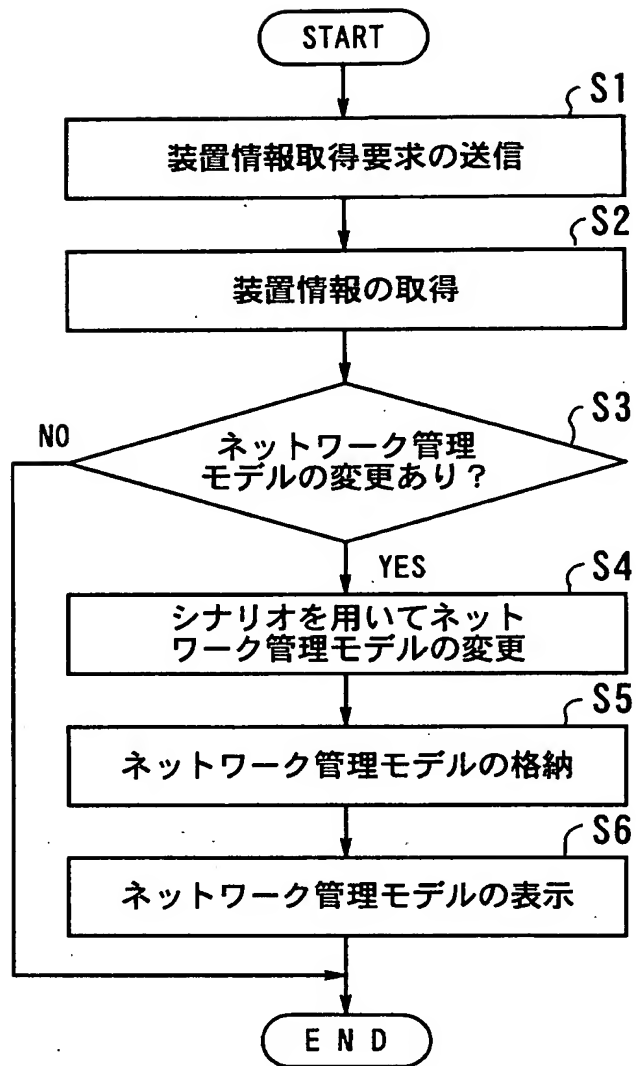 START
S1
装置情報取得要求の送信
S2
装置情報の取得
S3
NO
ネットワーク管理
モデルの変更あり？
YES
S4
シナリオを用いてネット
ワーク管理モデルの変更
S5
ネットワーク管理モデルの格納
S6
ネットワーク管理モデルの表示
END